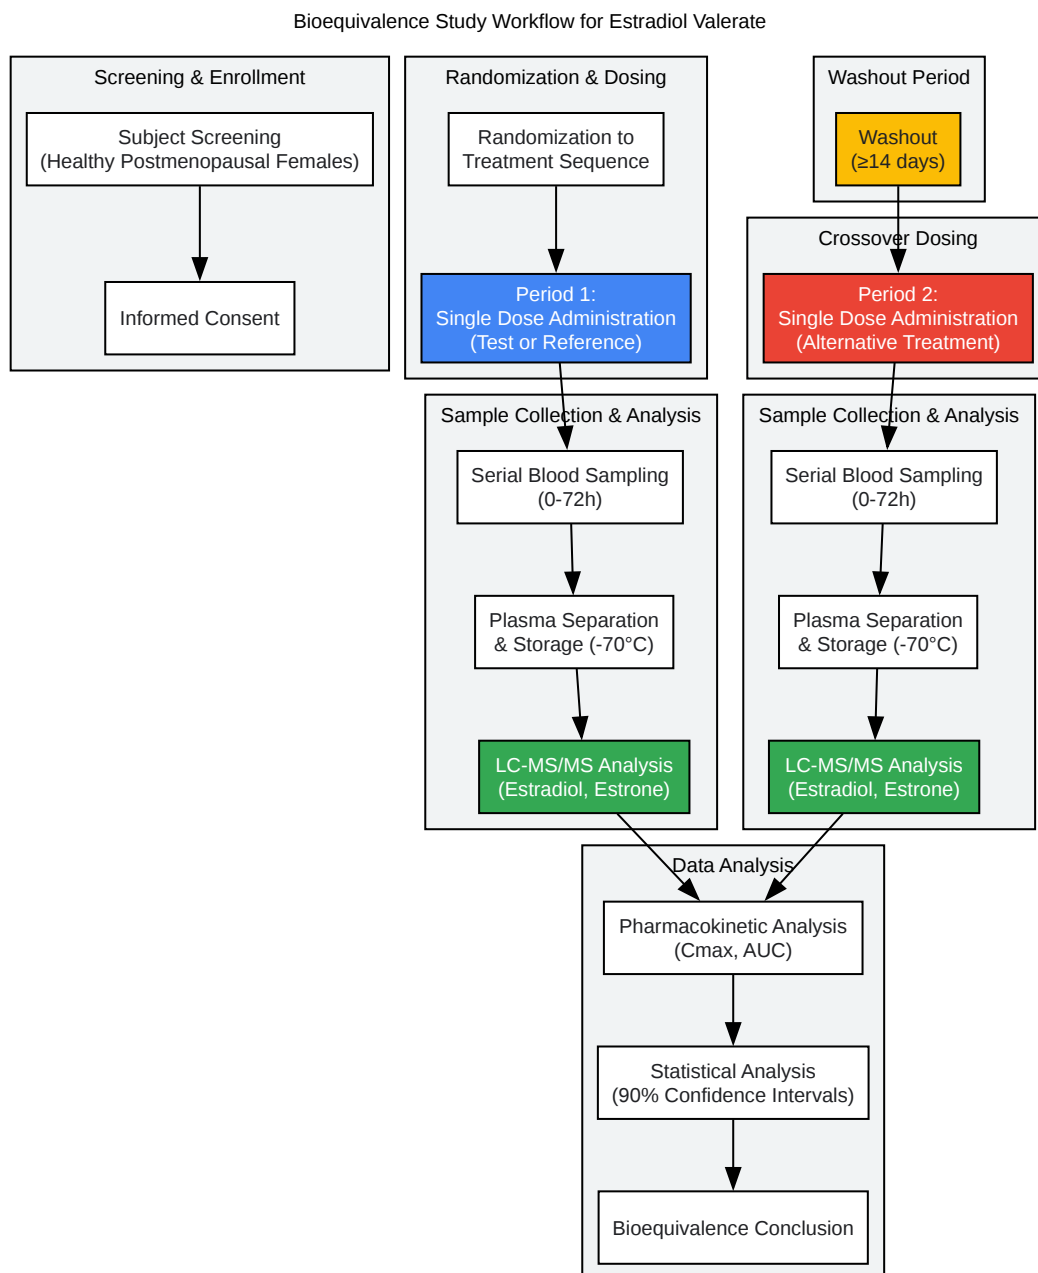 Bioequivalence Study Workflow for Estradiol Valerate
Screening & Enrollment
Subject Screening
(Healthy Postmenopausal Females)
Informed Consent
Randomization & Dosing
Randomization to
Treatment Sequence
Period 1:
Single Dose Administration
(Test or Reference)
Washout Period
Washout
(≥14 days)
Crossover Dosing
Period 2:
Single Dose Administration
(Alternative Treatment)
Sample Collection & Analysis
Serial Blood Sampling
(0-72h)
Plasma Separation
& Storage (-70°C)
LC-MS/MS Analysis
(Estradiol, Estrone)
Sample Collection & Analysis
Serial Blood Sampling
(0-72h)
Plasma Separation
& Storage (-70°C)
LC-MS/MS Analysis
(Estradiol, Estrone)
Data Analysis
Pharmacokinetic Analysis
(Cmax, AUC)
Statistical Analysis
(90% Confidence Intervals)
Bioequivalence Conclusion